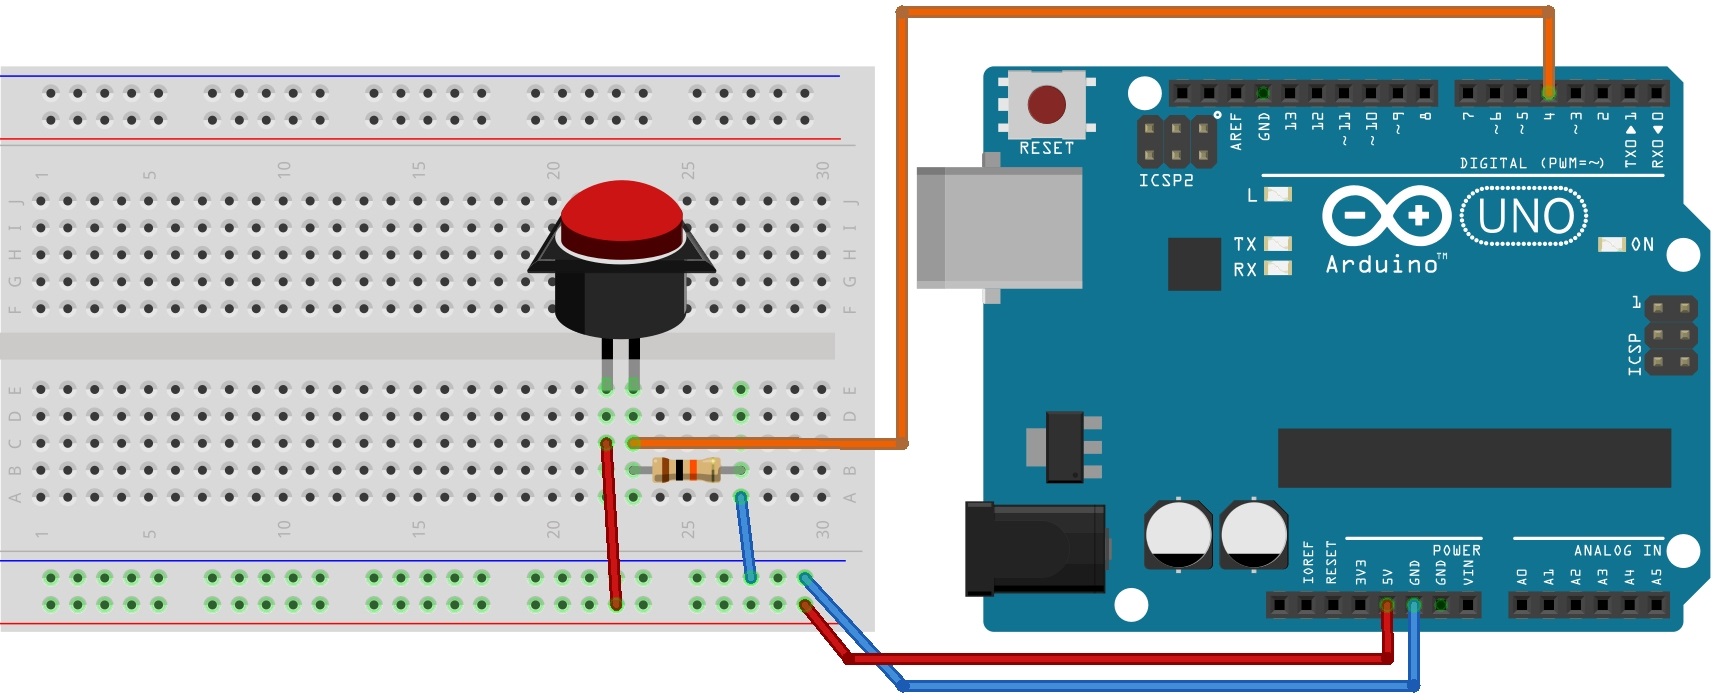 1 5 10 15 20 25 30
J J
I I
H H
G G
F F
E E
D D
C C
B B
A A
1 5 10 15 20 25 30
RESET
ICSP2
AREF
GND
13
12
~11
~10
~9
8
7
~6
~5
4
~3
2
TX0▶1
RX0◀0
DIGITAL (PWM=~)
L
TX
RX
UNO
Arduino™
ON
1
ICSP
POWER
ANALOG IN
IOREF
RESET
3V3
5V
GND
GND
VIN
A0
A1
A2
A3
A4
A5